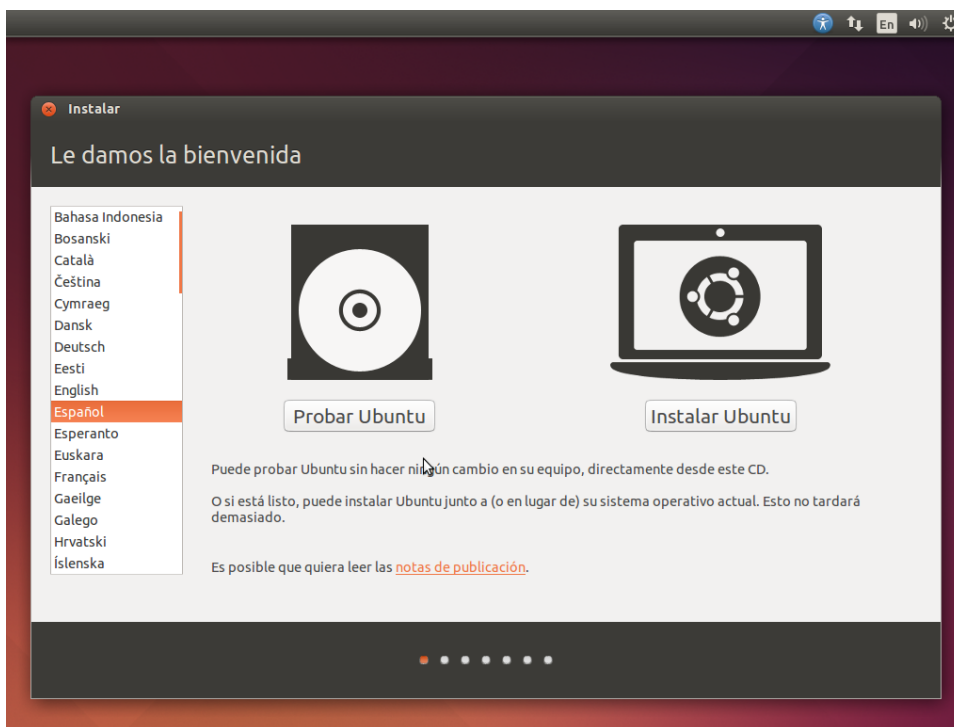 En
Instalar
Le damos la bienvenida
Bahasa Indonesia
Bosanski
Català
Čeština
Cymraeg
Dansk
Deutsch
Eesti
English
Español
Esperanto
Euskara
Français
Gaeilge
Galego
Hrvatski
Íslenska
Probar Ubuntu
Instalar Ubuntu
Puede probar Ubuntu sin hacer ningún cambio en su equipo, directamente desde este CD.
O si está listo, puede instalar Ubuntu junto a (o en lugar de) su sistema operativo actual. Esto no tardará
demasiado.
Es posible que quiera leer las notas de publicación.